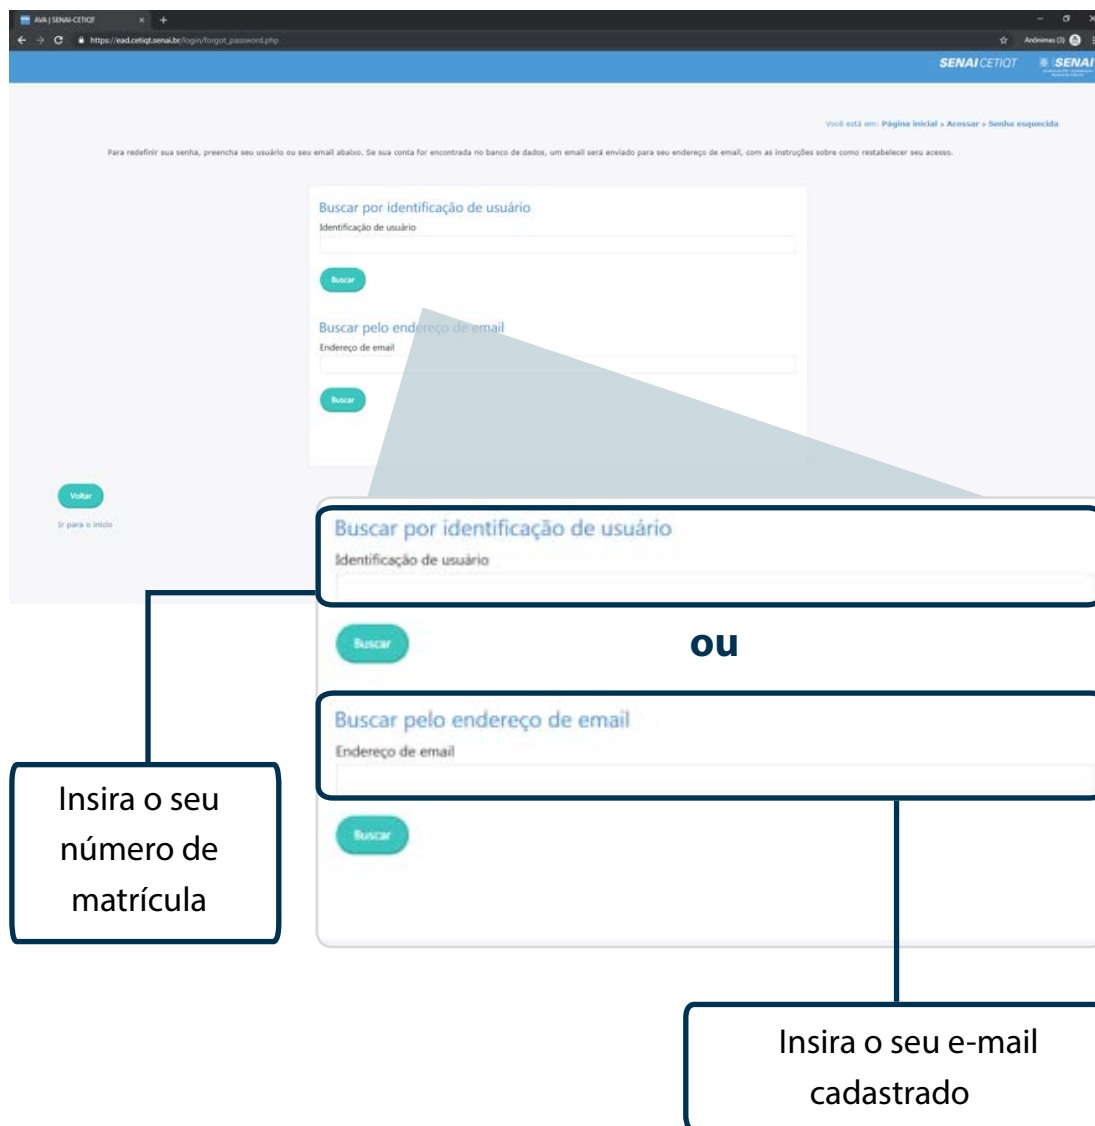 AVA | SENAI-CETIQT
https://ead.cetiqt.senai.br/login/forgot_password.php
Anônimas (3)
SENAI CETIQT
SENAI
Você está em: Página inicial » Acessar » Senha esquecida
Para redefinir sua senha, preencha seu usuário ou seu email abaixo. Se sua conta for encontrada no banco de dados, um email será enviado para seu endereço de email, com as instruções sobre como restabelecer seu acesso.
Buscar por identificação de usuário
Identificação de usuário
Buscar
Buscar pelo endereço de email
Endereço de email
Buscar
Voltar
Ir para o início
Buscar por identificação de usuário
Identificação de usuário
Buscar
ou
Buscar pelo endereço de email
Endereço de email
Buscar
Insira o seu
número de
matrícula
Insira o seu e-mail
cadastrado